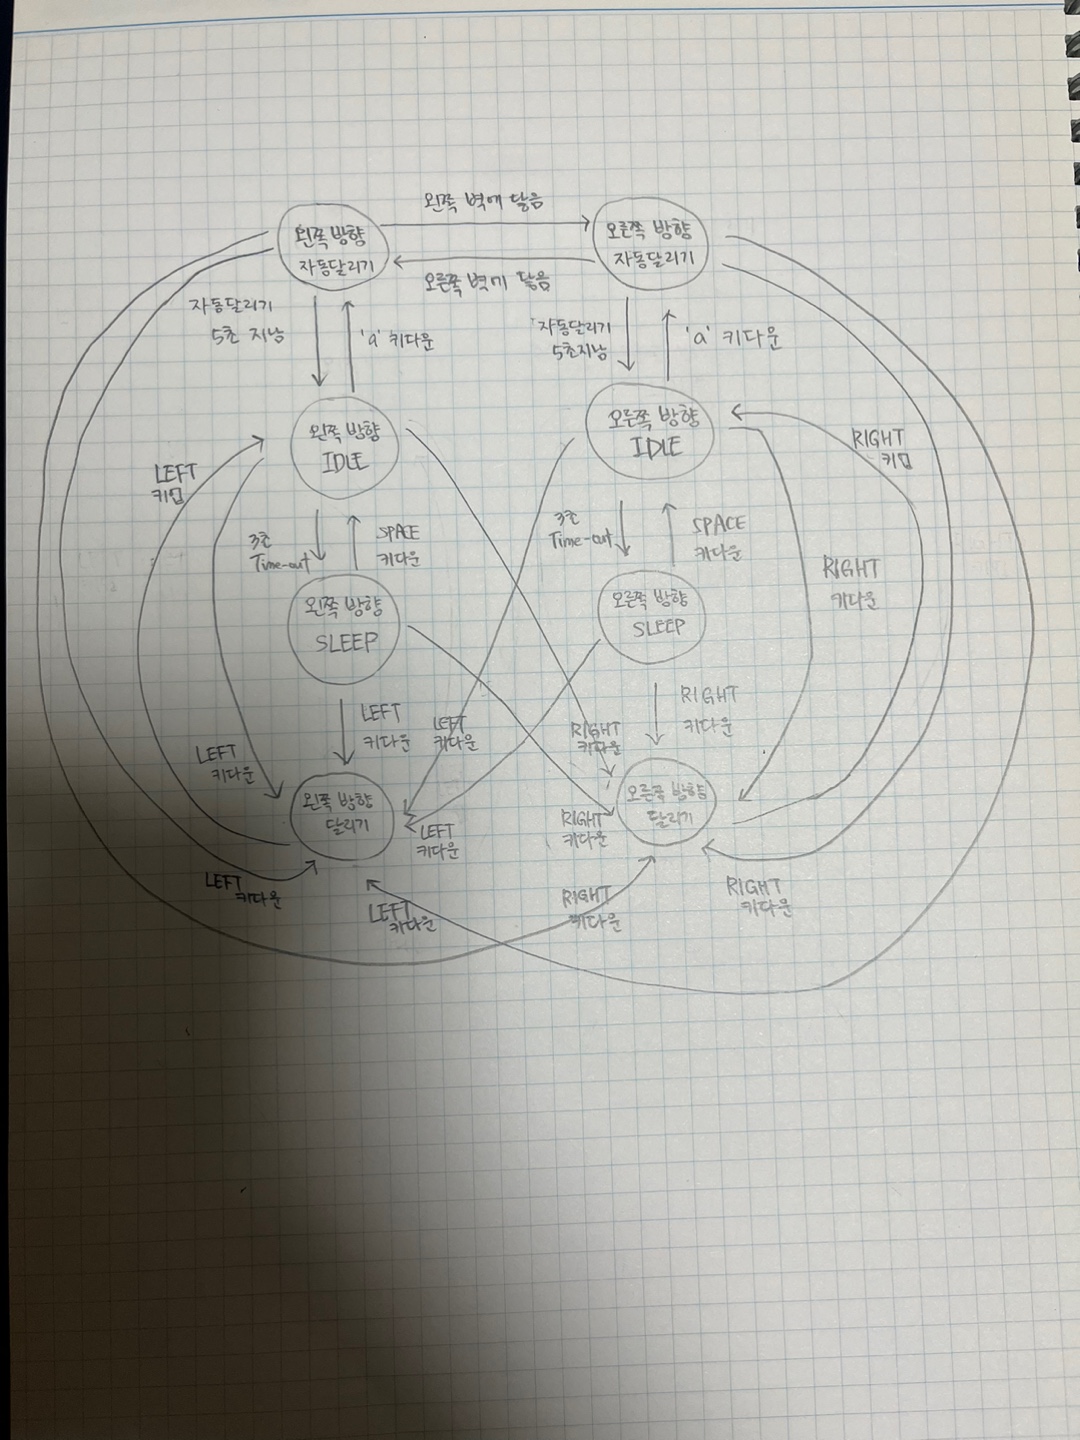 왼쪽 벽에 닿음
왼쪽 방향
자동달리기
오른쪽 방향
자동달리기
오른쪽 벽에 닿음
자동달리기
5초 지남
'a' 키다운
자동달리기
5초지남
'a' 키다운
왼쪽 방향
IDLE
오른쪽 방향
IDLE
LEFT
키업
RIGHT
키업
3초
Time-out
SPACE
키다운
3초
Time-out
SPACE
키다운
RIGHT
키다운
왼쪽 방향
SLEEP
오른쪽 방향
SLEEP
LEFT
키다운
LEFT
키다운
RIGHT
키다운
RIGHT
키다운
LEFT
키다운
왼쪽 방향
달리기
오른쪽 방향
달리기
LEFT
키다운
RIGHT
키다운
LEFT
키다운
LEFT
키다운
RIGHT
키다운
RIGHT
키다운